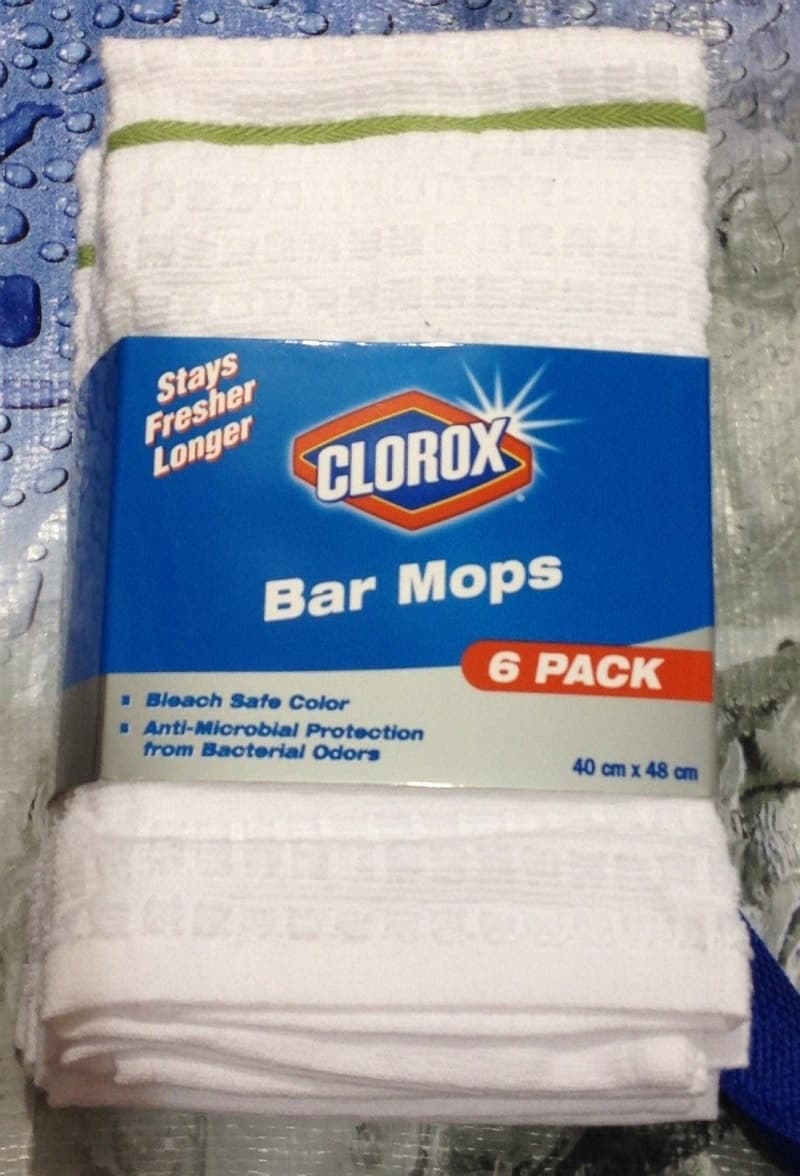 Stays
Fresher
Longer
CLOROX
Bar Mops
6 PACK
▪ Bleach Safe Color
▪ Anti-Microbial Protection
from Bacterial Odors
40 cm x 48 cm